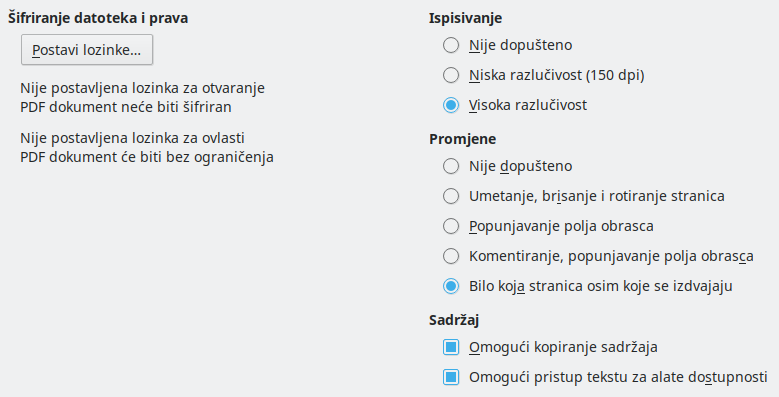 Šifriranje datoteka i prava
Postavi lozinke...
Nije postavljena lozinka za otvaranje
PDF dokument neće biti šifriran
Nije postavljena lozinka za ovlasti
PDF dokument će biti bez ograničenja
Ispisivanje
Nije dopušteno
Niska razlučivost (150 dpi)
Visoka razlučivost
Promjene
Nije dopušteno
Umetanje, brisanje i rotiranje stranica
Popunjavanje polja obrasca
Komentiranje, popunjavanje polja obrasca
Bilo koja stranica osim koje se izdvajaju
Sadržaj
Omogući kopiranje sadržaja
Omogući pristup tekstu za alate dostupnosti